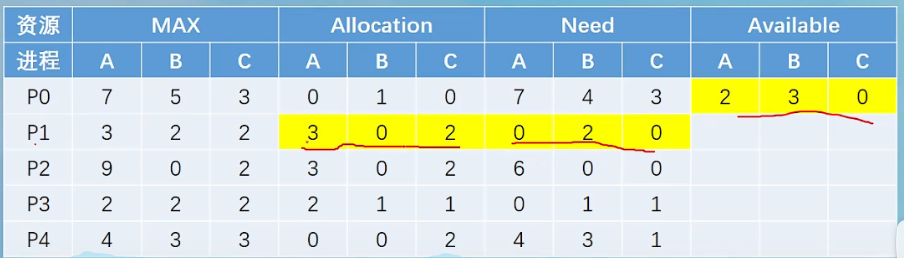 资源 MAX Allocation Need Available
进程 A B C A B C A B C A B C
P0 7 5 3 0 1 0 7 4 3 2 3 0
P1 3 2 2 3 0 2 0 2 0
P2 9 0 2 3 0 2 6 0 0
P3 2 2 2 2 1 1 0 1 1
P4 4 3 3 0 0 2 4 3 1